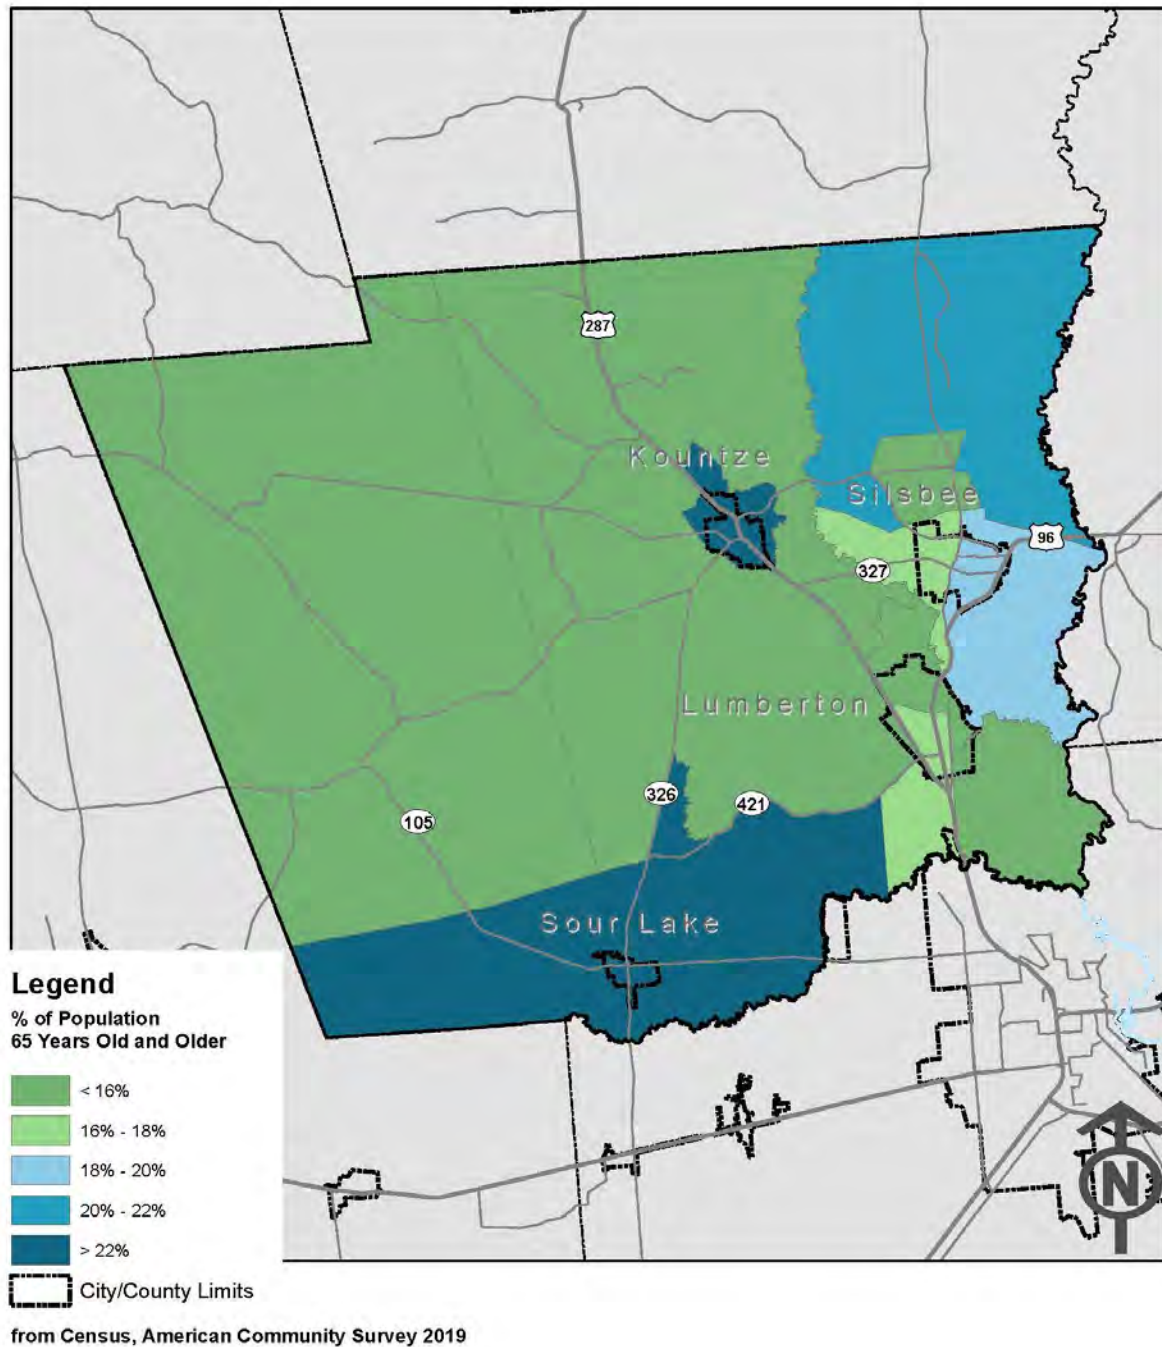 287
Kountze
Silsbee
96
327
Lumberton
326
421
105
Sour Lake
Legend
% of Population
65 Years Old and Older
< 16%
16% - 18%
18% - 20%
20% - 22%
> 22%
City/County Limits
N
from Census, American Community Survey 2019